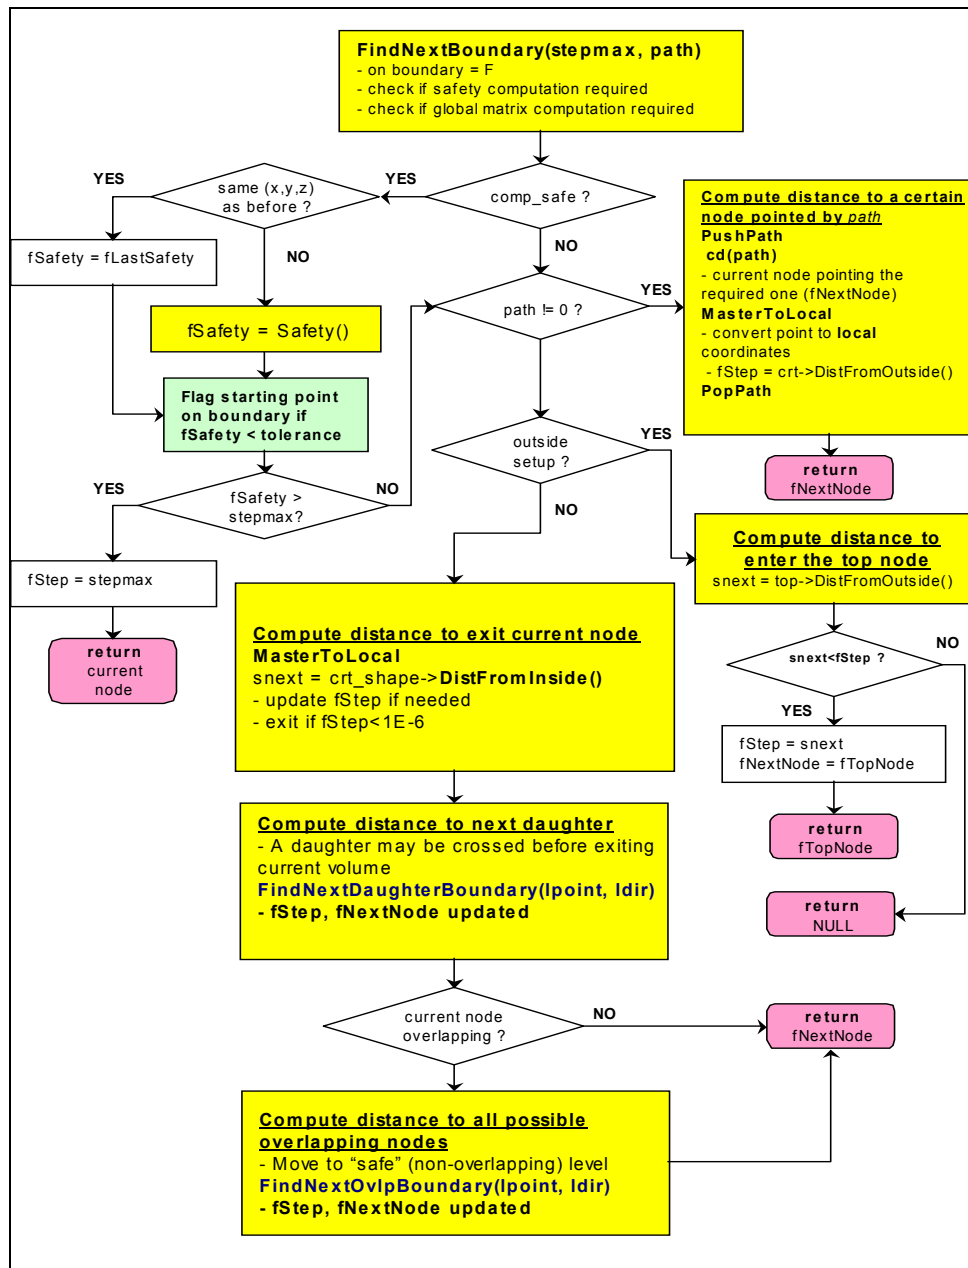 FindNextBoundary(stepmax, path)
- on boundary = F
- check if safety computation required
- check if global matrix computation required
YES
same (x,y,z)
as before ?
YES
comp_safe ?
NO
fSafety = fLastSafety
NO
fSafety = Safety()
Flag starting point
on boundary if
fSafety < tolerance
YES
fSafety >
stepmax?
NO
fStep = stepmax
return
current
node
path != 0 ?
YES
Compute distance to a certain
node pointed by path
PushPath
cd(path)
- current node pointing the
required one (fNextNode)
MasterToLocal
- convert point to local
coordinates
- fStep = crt->DistFromOutside()
PopPath
return
fNextNode
outside
setup ?
YES
NO
Compute distance to
enter the top node
snext = top->DistFromOutside()
snext<fStep ?
NO
YES
fStep = snext
fNextNode = fTopNode
return
fTopNode
return
NULL
Compute distance to exit current node
MasterToLocal
snext = crt_shape->DistFromInside()
- update fStep if needed
- exit if fStep<1E-6
Compute distance to next daughter
- A daughter may be crossed before exiting
current volume
FindNextDaughterBoundary(lpoint, ldir)
- fStep, fNextNode updated
current node
overlapping ?
NO
return
fNextNode
Compute distance to all possible
overlapping nodes
- Move to “safe” (non-overlapping) level
FindNextOvlpBoundary(lpoint, ldir)
- fStep, fNextNode updated